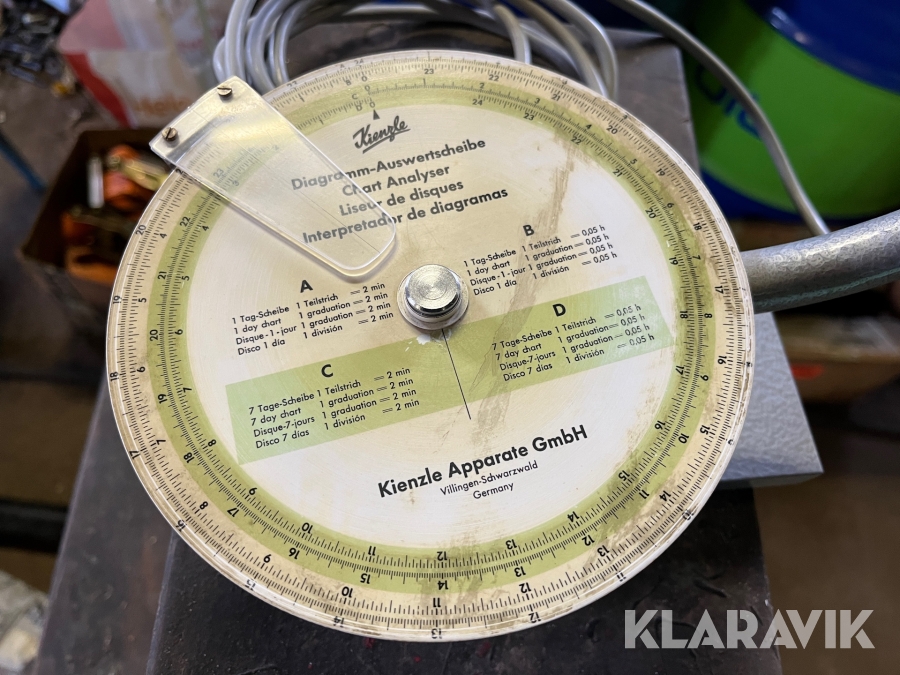 Kienzle
Diagramm-Auswertscheibe
Chart Analyser
Liseur de disques
Interpretador de diagramas
A
1 Tag-Scheibe 1 Teilstrich = 2 min
1 day chart 1 graduation = 2 min
Disque-1-jour 1 graduation = 2 min
Disco 1 día 1 división = 2 min
B
1 Tag-Scheibe 1 Teilstrich = 0,05 h
1 day chart 1 graduation = 0,05 h
Disque-1-jour 1 graduation = 0,05 h
Disco 1 día 1 división = 0,05 h
C
7 Tage-Scheibe 1 Teilstrich = 2 min
7 day chart 1 graduation = 2 min
Disque-7-jours 1 graduation = 2 min
Disco 7 días 1 división = 2 min
D
7 Tage-Scheibe 1 Teilstrich = 0,05 h
7 day chart 1 graduation = 0,05 h
Disque-7-jours 1 graduation = 0,05 h
Disco 7 días 1 división = 0,05 h
Kienzle Apparate GmbH
Villingen-Schwarzwald
Germany
KLARAVIK